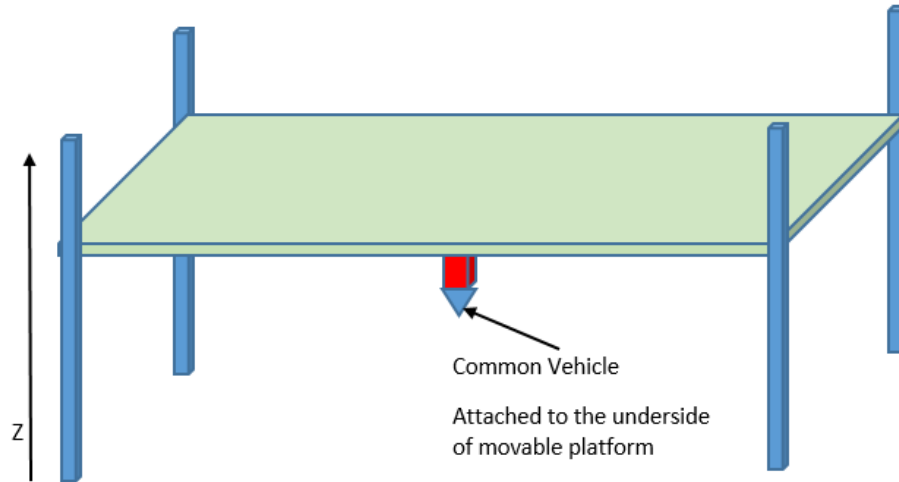 Z
Common Vehicle
Attached to the underside
of movable platform